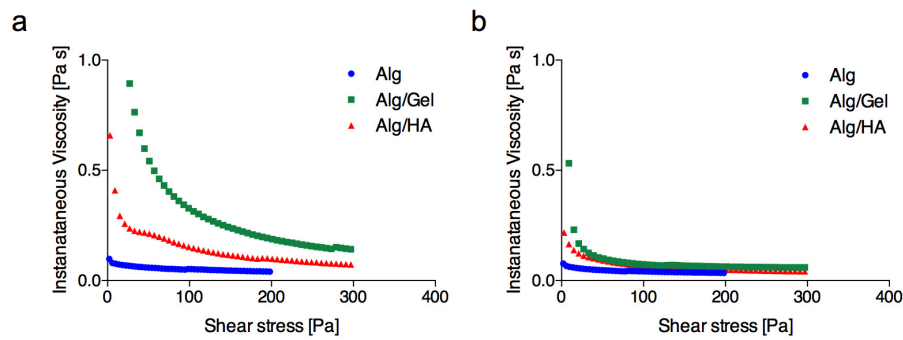 a
Instamataneous Viscosity [Pa s]
1.0
0.5
0.0
0
100
200
300
400
Shear stress [Pa]
Alg
Alg/Gel
Alg/HA
b
Instamataneous Viscosity [Pa s]
1.0
0.5
0.0
0
100
200
300
400
Shear stress [Pa]
Alg
Alg/Gel
Alg/HA